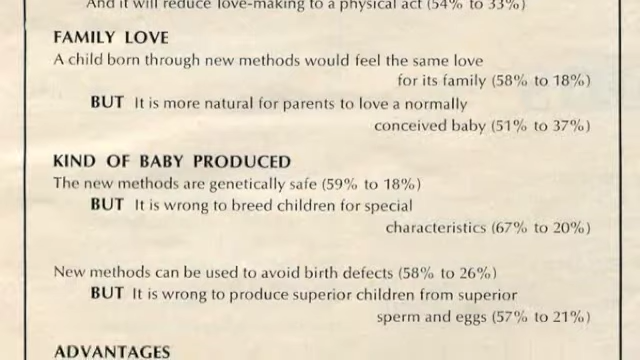 And it will reduce love-making to a physical act (54% to 33%)
FAMILY LOVE
A child born through new methods would feel the same love
for its family (58% to 18%)
BUT It is more natural for parents to love a normally
conceived baby (51% to 37%)
KIND OF BABY PRODUCED
The new methods are genetically safe (59% to 18%)
BUT It is wrong to breed children for special
characteristics (67% to 20%)
New methods can be used to avoid birth defects (58% to 26%)
BUT It is wrong to produce superior children from superior
sperm and eggs (57% to 21%)
ADVANTAGES